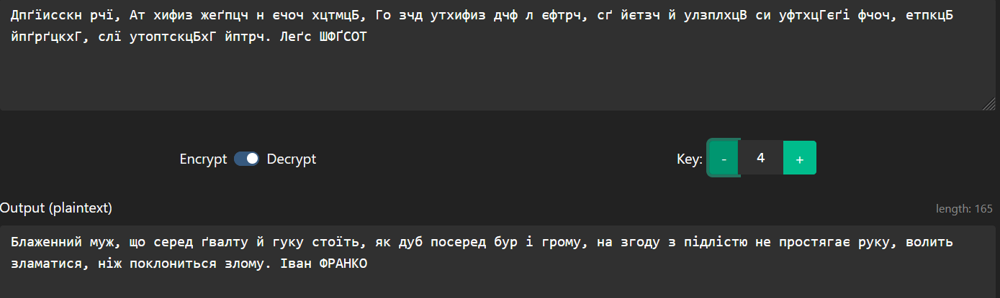 Дпґїисскн рчї, Ат хифиз жеґпцч н єчоч хцтмцБ, Го зчд утхифиз дчф л єфтрч, сґ йєтзч й улзплхцВ си уфтхцГєґі фчоч, етпкцБ
йпґрґцкхГ, слї утоптскцБхГ йптрч. Леґс ШФҐСОТ
Encrypt Decrypt Key: - 4 +
Output (plaintext) length: 165
Блаженний муж, що серед ґвалту й гуку стоїть, як дуб посеред бур і грому, на згоду з підлістю не простягає руку, волить
зламатися, ніж поклониться злому. Іван ФРАНКО